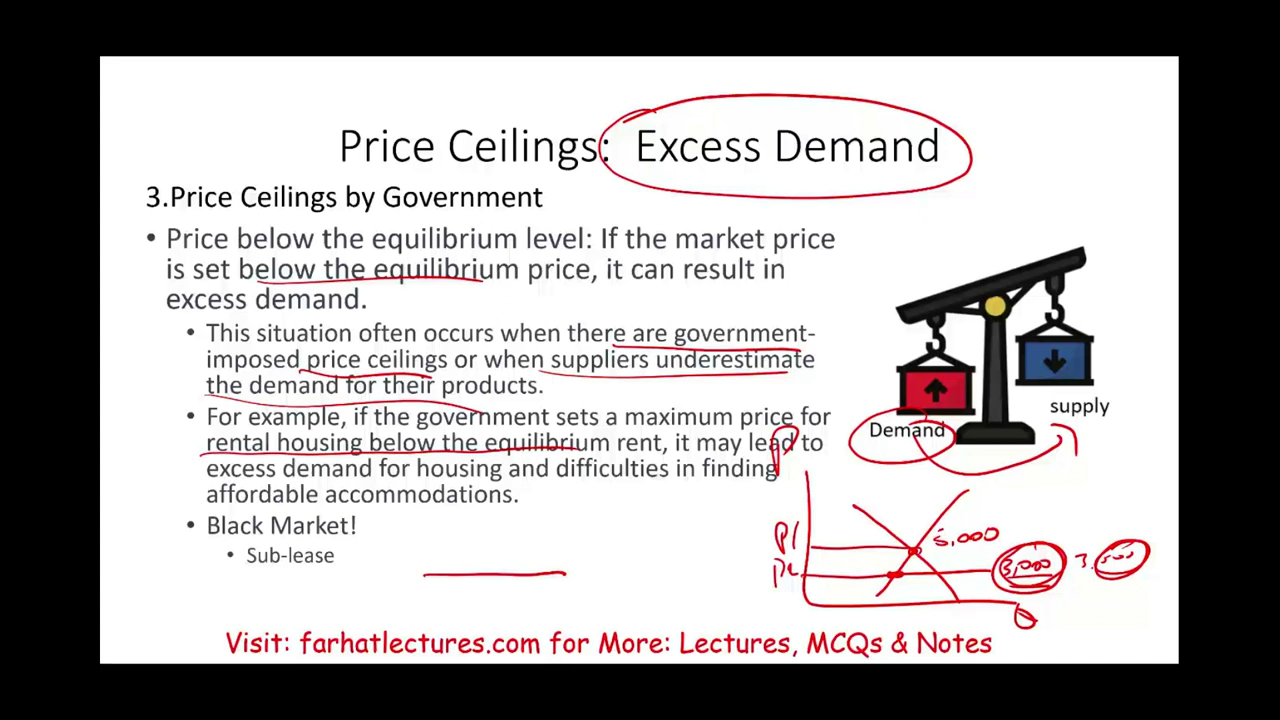 Price Ceilings: Excess Demand
3.Price Ceilings by Government
• Price below the equilibrium level: If the market price
is set below the equilibrium price, it can result in
excess demand.
• This situation often occurs when there are government-
imposed price ceilings or when suppliers underestimate
the demand for their products.
• For example, if the government sets a maximum price for
rental housing below the equilibrium rent, it may lead to
excess demand for housing and difficulties in finding
affordable accommodations.
• Black Market!
• Sub-lease
supply
Demand
P
P1
5,000
3,000
Q
Visit: farhatlectures.com for More: Lectures, MCQs & Notes